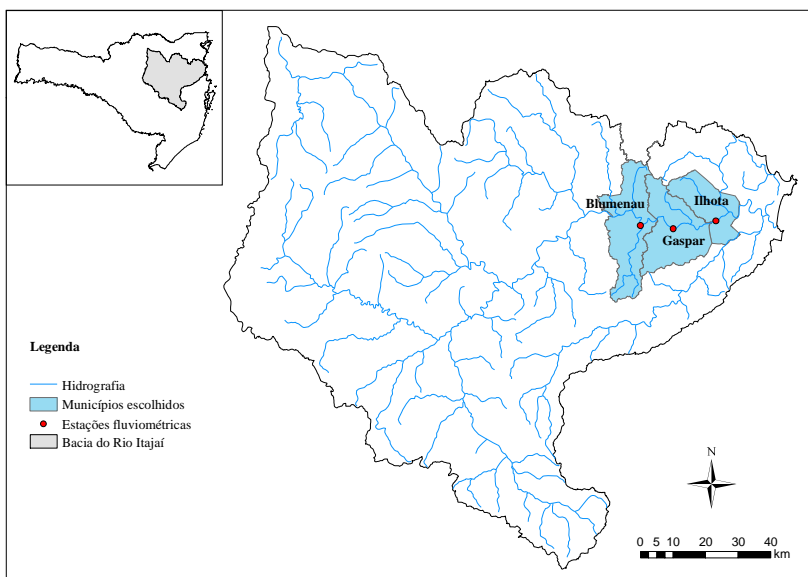 Blumenau
Ilhota
Gaspar
Legenda
Hidrografia
Municípios escolhidos
Estações fluviométricas
Bacia do Rio Itajaí
N
0 5 10 20 30 40
km